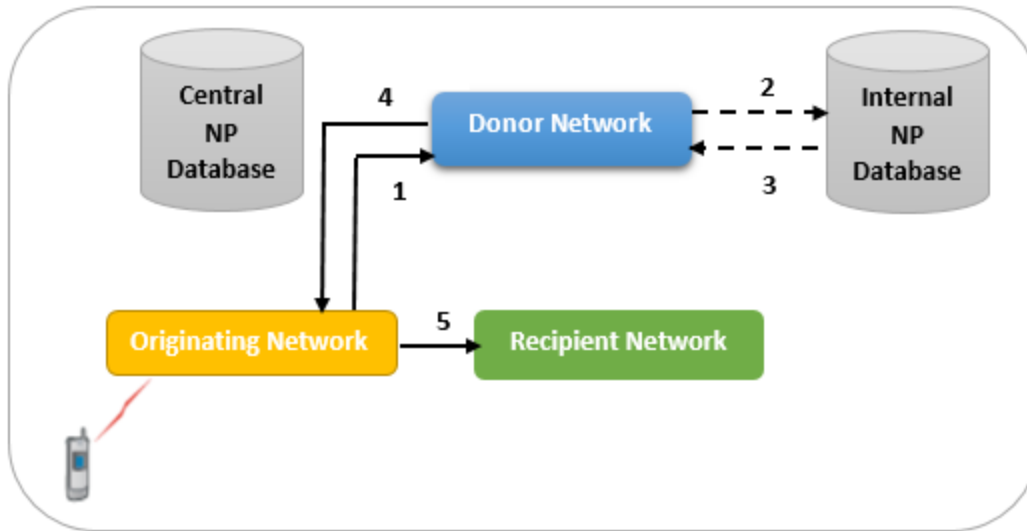 Central
NP
Database
4
Donor Network
2
Internal
NP
Database
1
3
Originating Network
5
Recipient Network